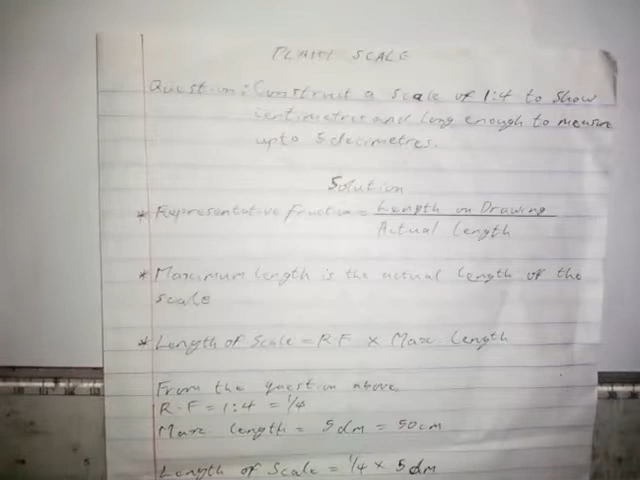 PLAIN SCALE
Question: Construct a scale of 1:4 to show
centimetres and long enough to measure
upto 5 decimetres.
Solution
* Representative Fraction = Length on Drawing
Actual Length
* Maximum length is the actual length of the
scale
* Length of Scale = RF x Max Length
From the question above,
R.F = 1:4 = 1/4
Max length = 5dm = 50cm
Length of Scale = 1/4 x 5dm